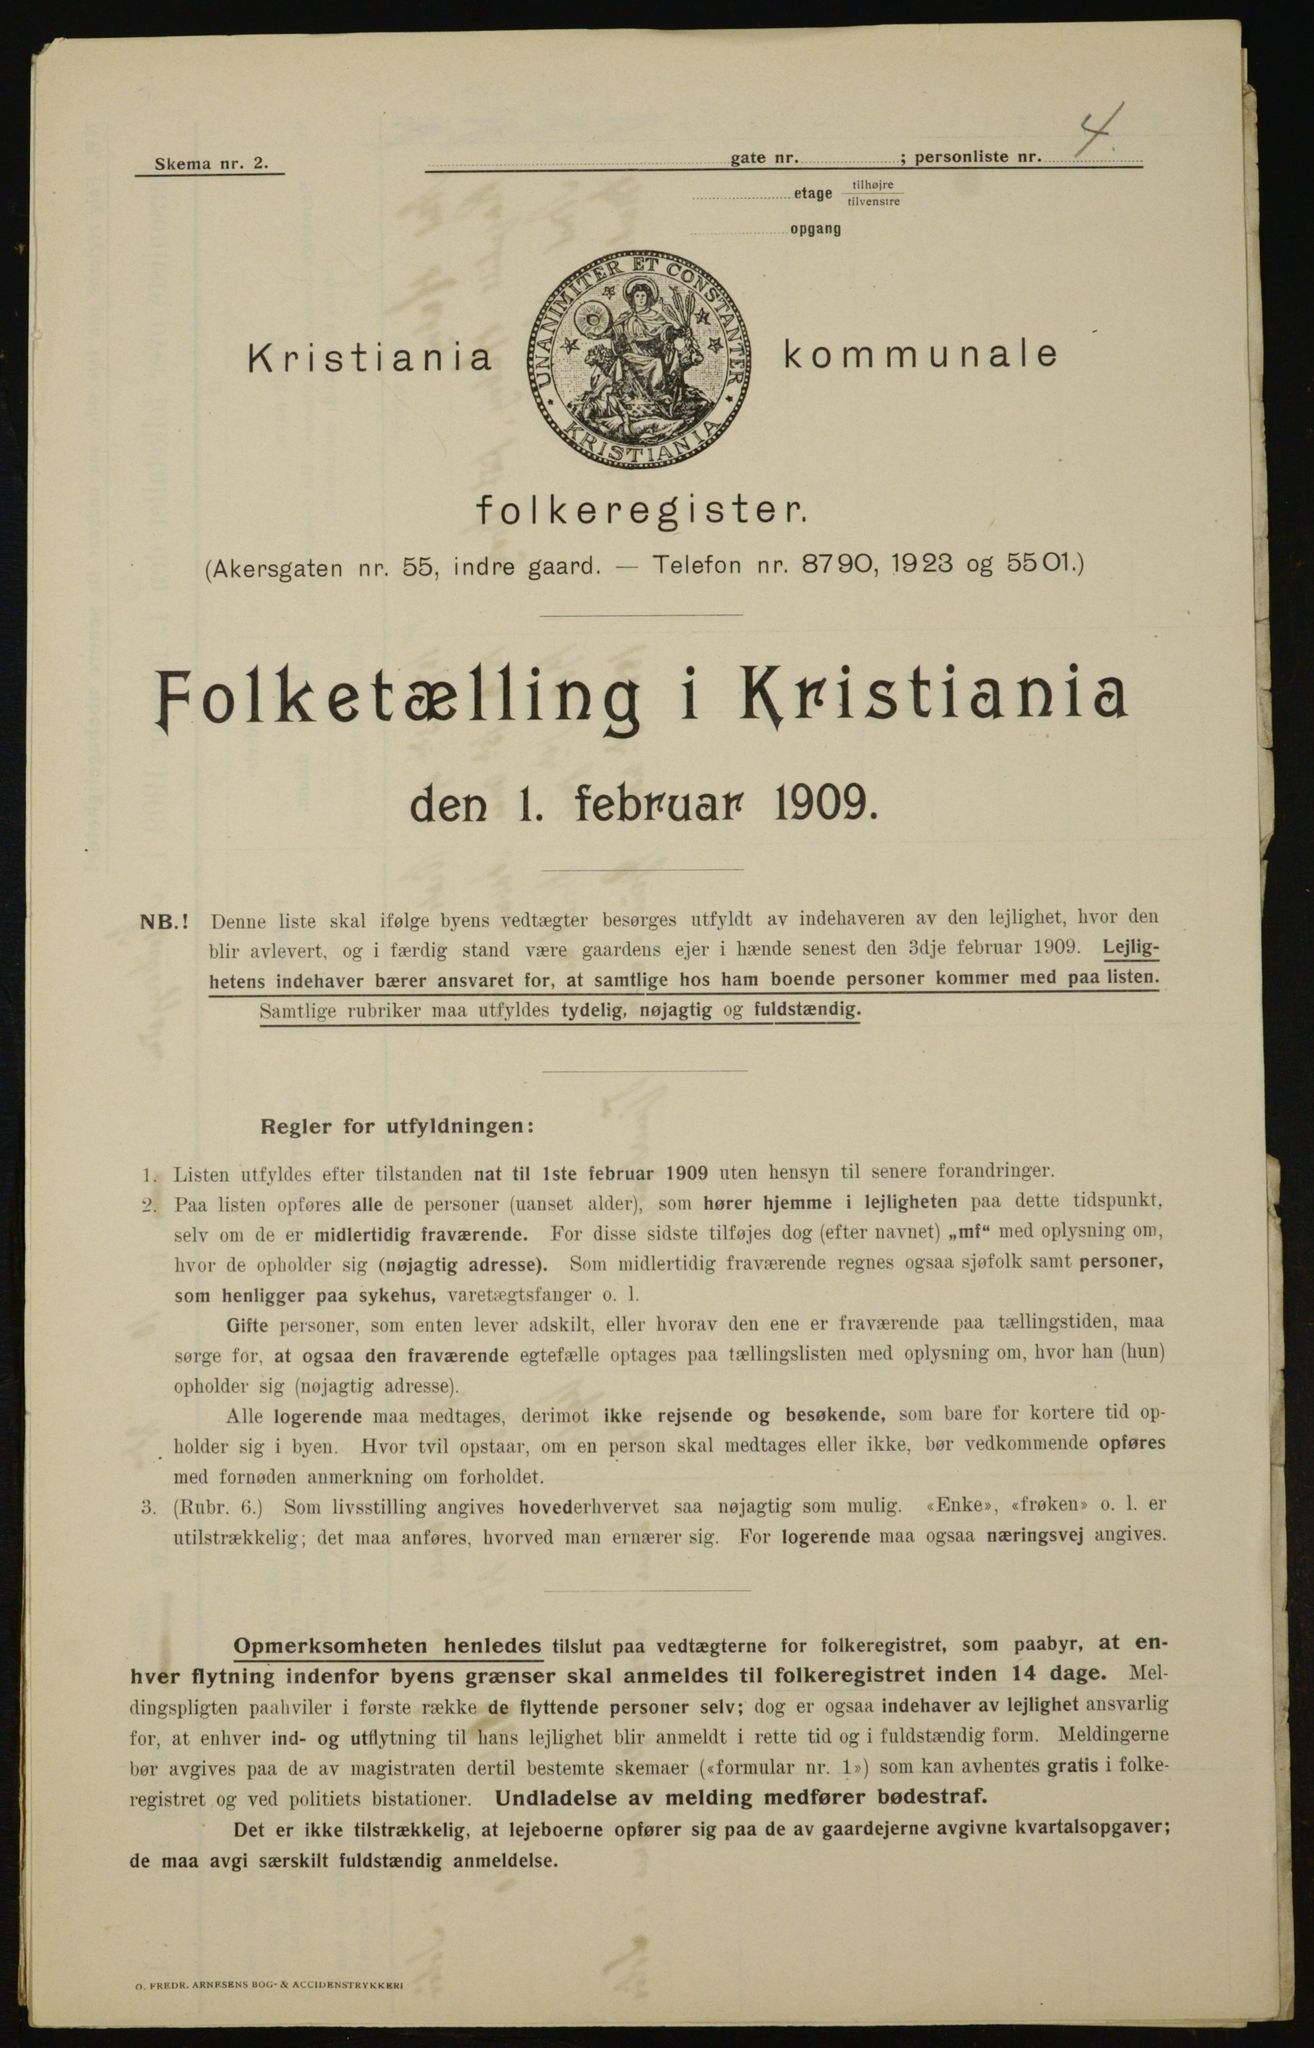 Skema nr. 2.
gate nr. ; personliste nr. 4.
etage tilhøjre
tilvenstre
opgang
UNANIMITER ET CONSTANTER
KRISTIANIA
Kristiania kommunale
folkeregister.
(Akersgaten nr. 55, indre gaard. — Telefon nr. 8790, 1923 og 5501.)
Folketælling i Kristiania
den 1. februar 1909.
NB.! Denne liste skal ifølge byens vedtægter besørges utfyldt av indehaveren av den lejlighet, hvor den
blir avlevert, og i færdig stand være gaardens ejer i hænde senest den 3dje februar 1909. Lejlig-
hetens indehaver bærer ansvaret for, at samtlige hos ham boende personer kommer med paa listen.
Samtlige rubriker maa utfyldes tydelig, nøjagtig og fuldstændig.
Regler for utfyldningen:
1. Listen utfyldes efter tilstanden nat til 1ste februar 1909 uten hensyn til senere forandringer.
2. Paa listen opføres alle de personer (uanset alder), som hører hjemme i lejligheten paa dette tidspunkt,
selv om de er midlertidig fraværende. For disse sidste tilføjes dog (efter navnet) „mf“ med oplysning om,
hvor de opholder sig (nøjagtig adresse). Som midlertidig fraværende regnes ogsaa sjøfolk samt personer,
som henligger paa sykehus, varetægtsfanger o. l.
Gifte personer, som enten lever adskilt, eller hvorav den ene er fraværende paa tællingstiden, maa
sørge for, at ogsaa den fraværende egtefælle optages paa tællingslisten med oplysning om, hvor han (hun)
opholder sig (nøjagtig adresse).
Alle logerende maa medtages, derimot ikke rejsende og besøkende, som bare for kortere tid op-
holder sig i byen. Hvor tvil opstaar, om en person skal medtages eller ikke, bør vedkommende opføres
med fornøden anmerkning om forholdet.
3. (Rubr. 6.) Som livsstilling angives hovederhvervet saa nøjagtig som mulig. «Enke», «frøken» o. l. er
utilstrækkelig; det maa anføres, hvorved man ernærer sig. For logerende maa ogsaa næringsvej angives.
Opmerksomheten henledes tilslut paa vedtægterne for folkeregistret, som paabyr, at en-
hver flytning indenfor byens grænser skal anmeldes til folkeregistret inden 14 dage. Mel-
dingspligten paahviler i første række de flyttende personer selv; dog er ogsaa indehaver av lejlighet ansvarlig
for, at enhver ind- og utflytning til hans lejlighet blir anmeldt i rette tid og i fuldstændig form. Meldingerne
bør avgives paa de av magistraten dertil bestemte skemaer («formular nr. 1») som kan avhentes gratis i folke-
registret og ved politiets bistationer. Undladelse av melding medfører bødestraf.
Det er ikke tilstrækkelig, at lejeboerne opfører sig paa de av gaardejerne avgivne kvartalsopgaver;
de maa avgi særskilt fuldstændig anmeldelse.
O. FREDR. ARNESENS BOG- & ACCIDENSTRYKKERI